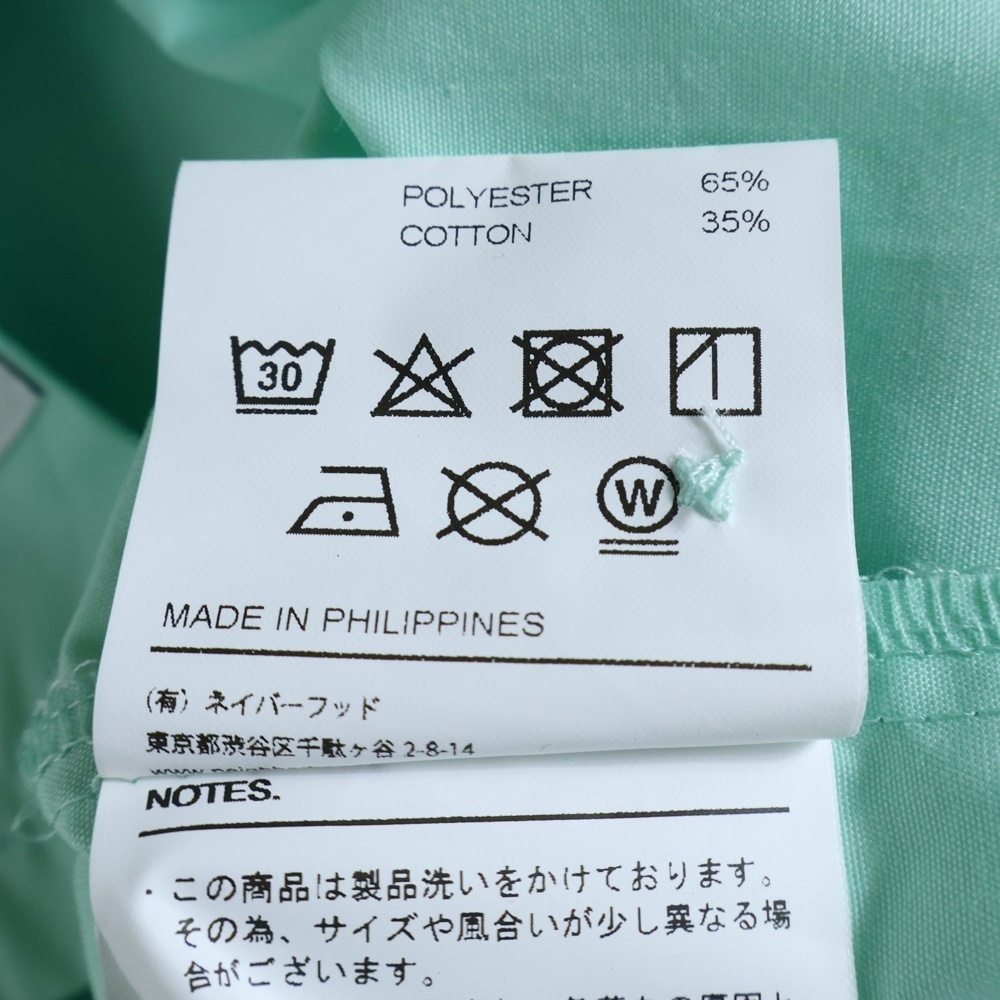 POLYESTER 65%
COTTON 35%
30
W
MADE IN PHILIPPINES
(有) ネイバーフッド
東京都渋谷区千駄ヶ谷 2-8-14
NOTES.
・この商品は製品洗いをかけております。
その為、サイズや風合いが少し異なる場
合がございます。